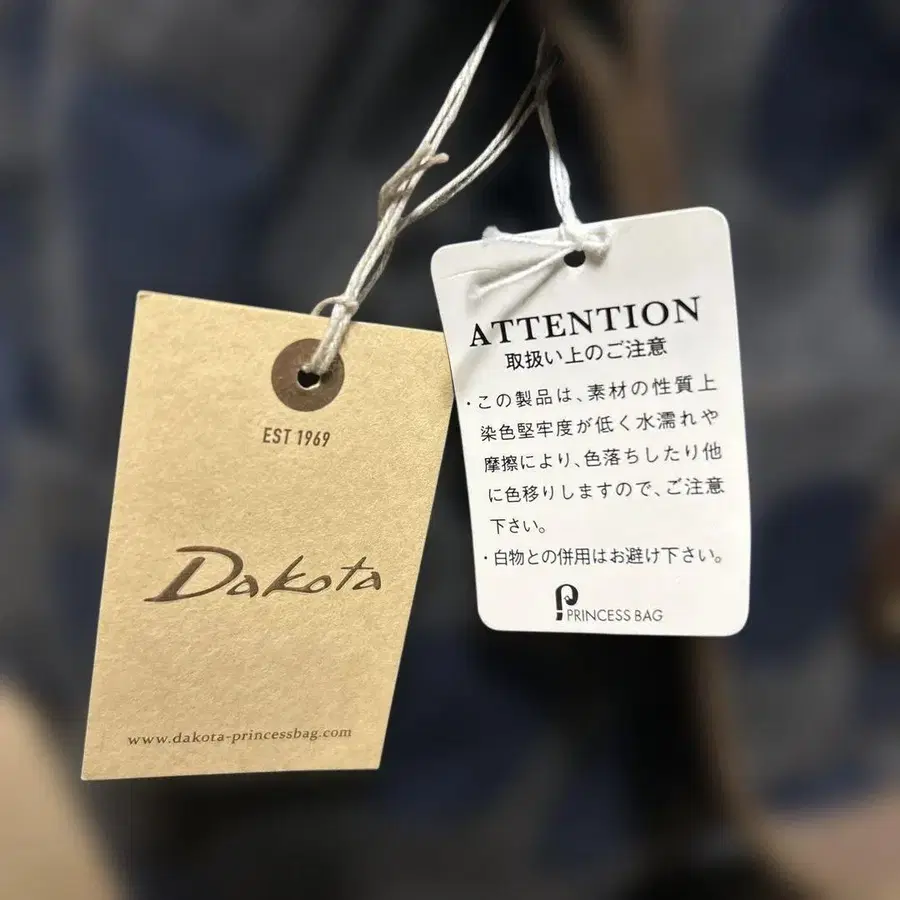 EST 1969
Dakota
www.dakota-princessbag.com
ATTENTION
取扱い上のご注意
・この製品は、素材の性質上
染色堅牢度が低く水濡れや
摩擦により、色落ちしたり他
に色移りしますので、ご注意
下さい。
・白物との併用はお避け下さい。
PRINCESS BAG